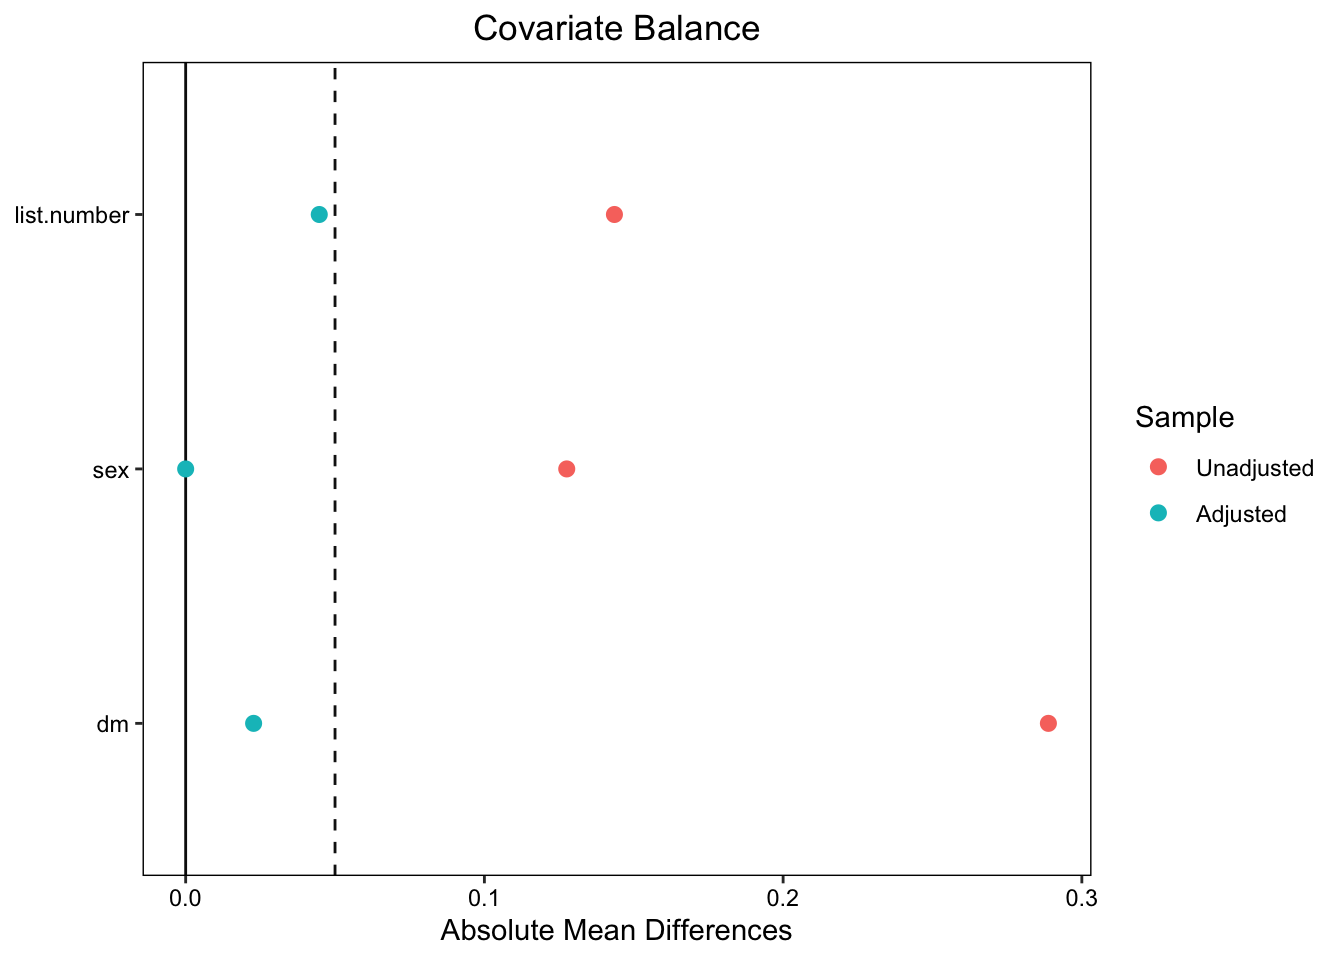 Covariate Balance
list.number
sex
dm
0.0 0.1 0.2 0.3
Absolute Mean Differences
Sample
Unadjusted
Adjusted